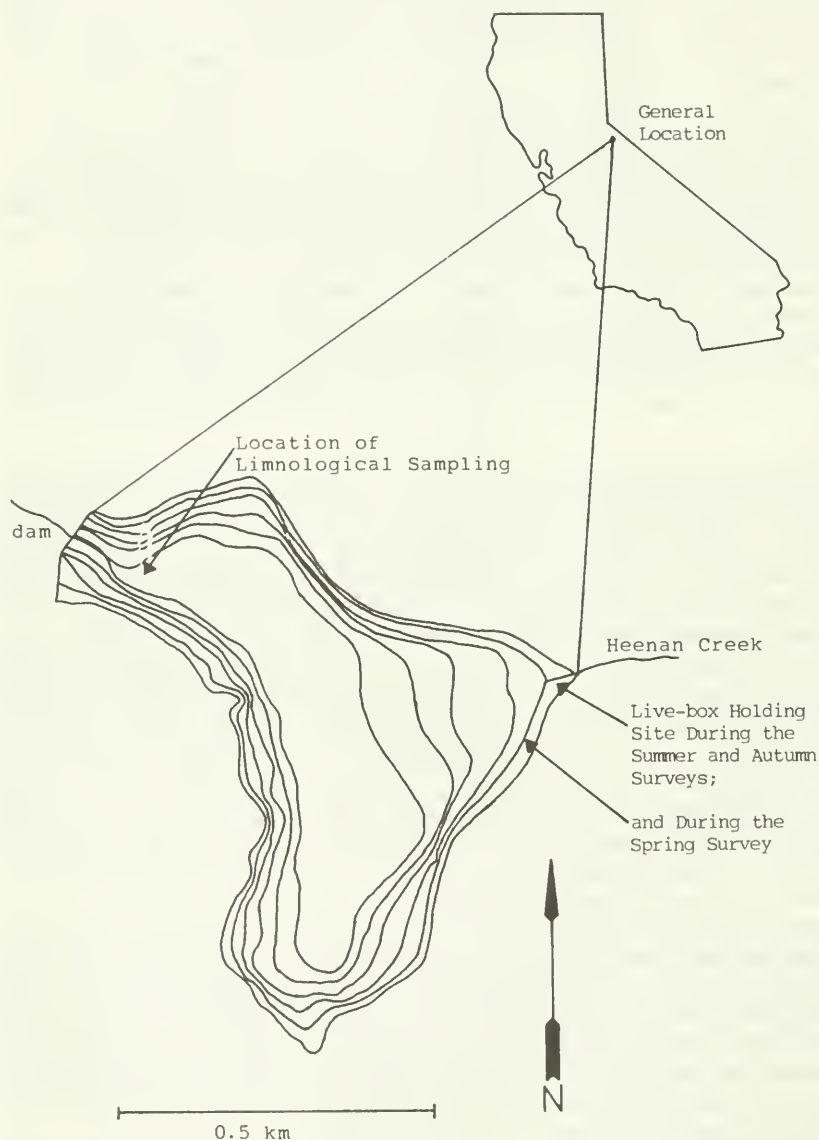 General
Location
Location of
Limnological Sampling
dam
Heenan Creek
Live-box Holding
Site During the
Summer and Autumn
Surveys;
and During the
Spring Survey
N
0.5 km